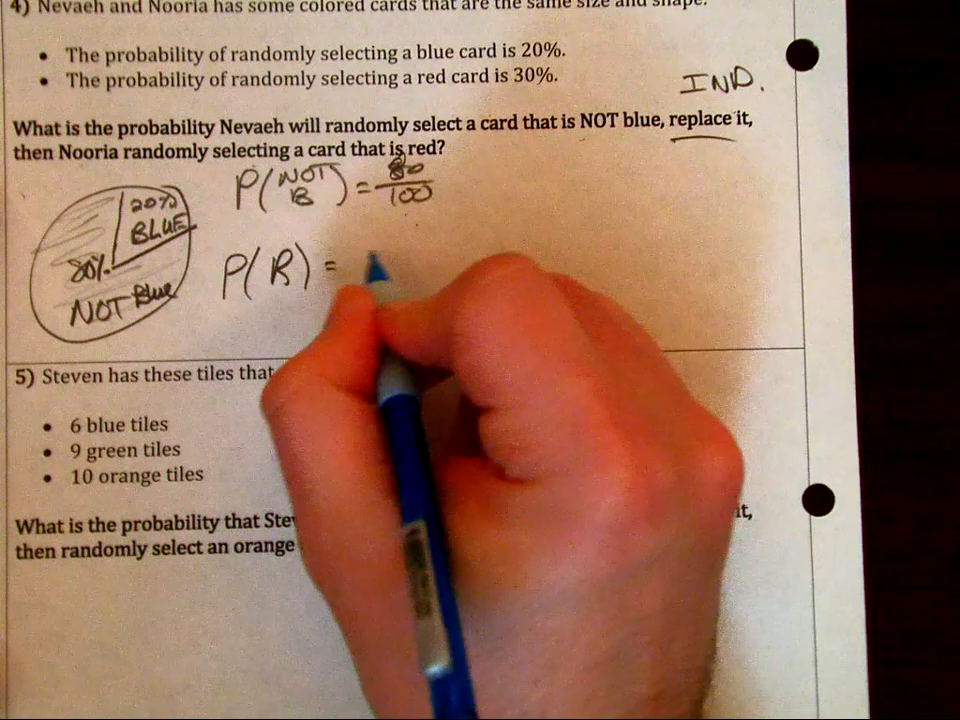 4) Nevaeh and Nooria has some colored cards that are the same size and shape.
• The probability of randomly selecting a blue card is 20%.
• The probability of randomly selecting a red card is 30%.
IND.
What is the probability Nevaeh will randomly select a card that is NOT blue, replace it,
then Nooria randomly selecting a card that is red?
P(NOT B) = 80/100
20%
BLUE
80%
NOT Blue
P(R) =
5) Steven has these tiles that
• 6 blue tiles
• 9 green tiles
• 10 orange tiles
What is the probability that Stev it,
then randomly select an orange